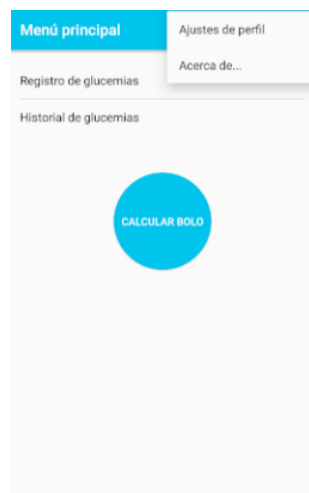 Menú principal
Ajustes de perfil
Acerca de...
Registro de glucemias
Historial de glucemias
CALCULAR BOLO